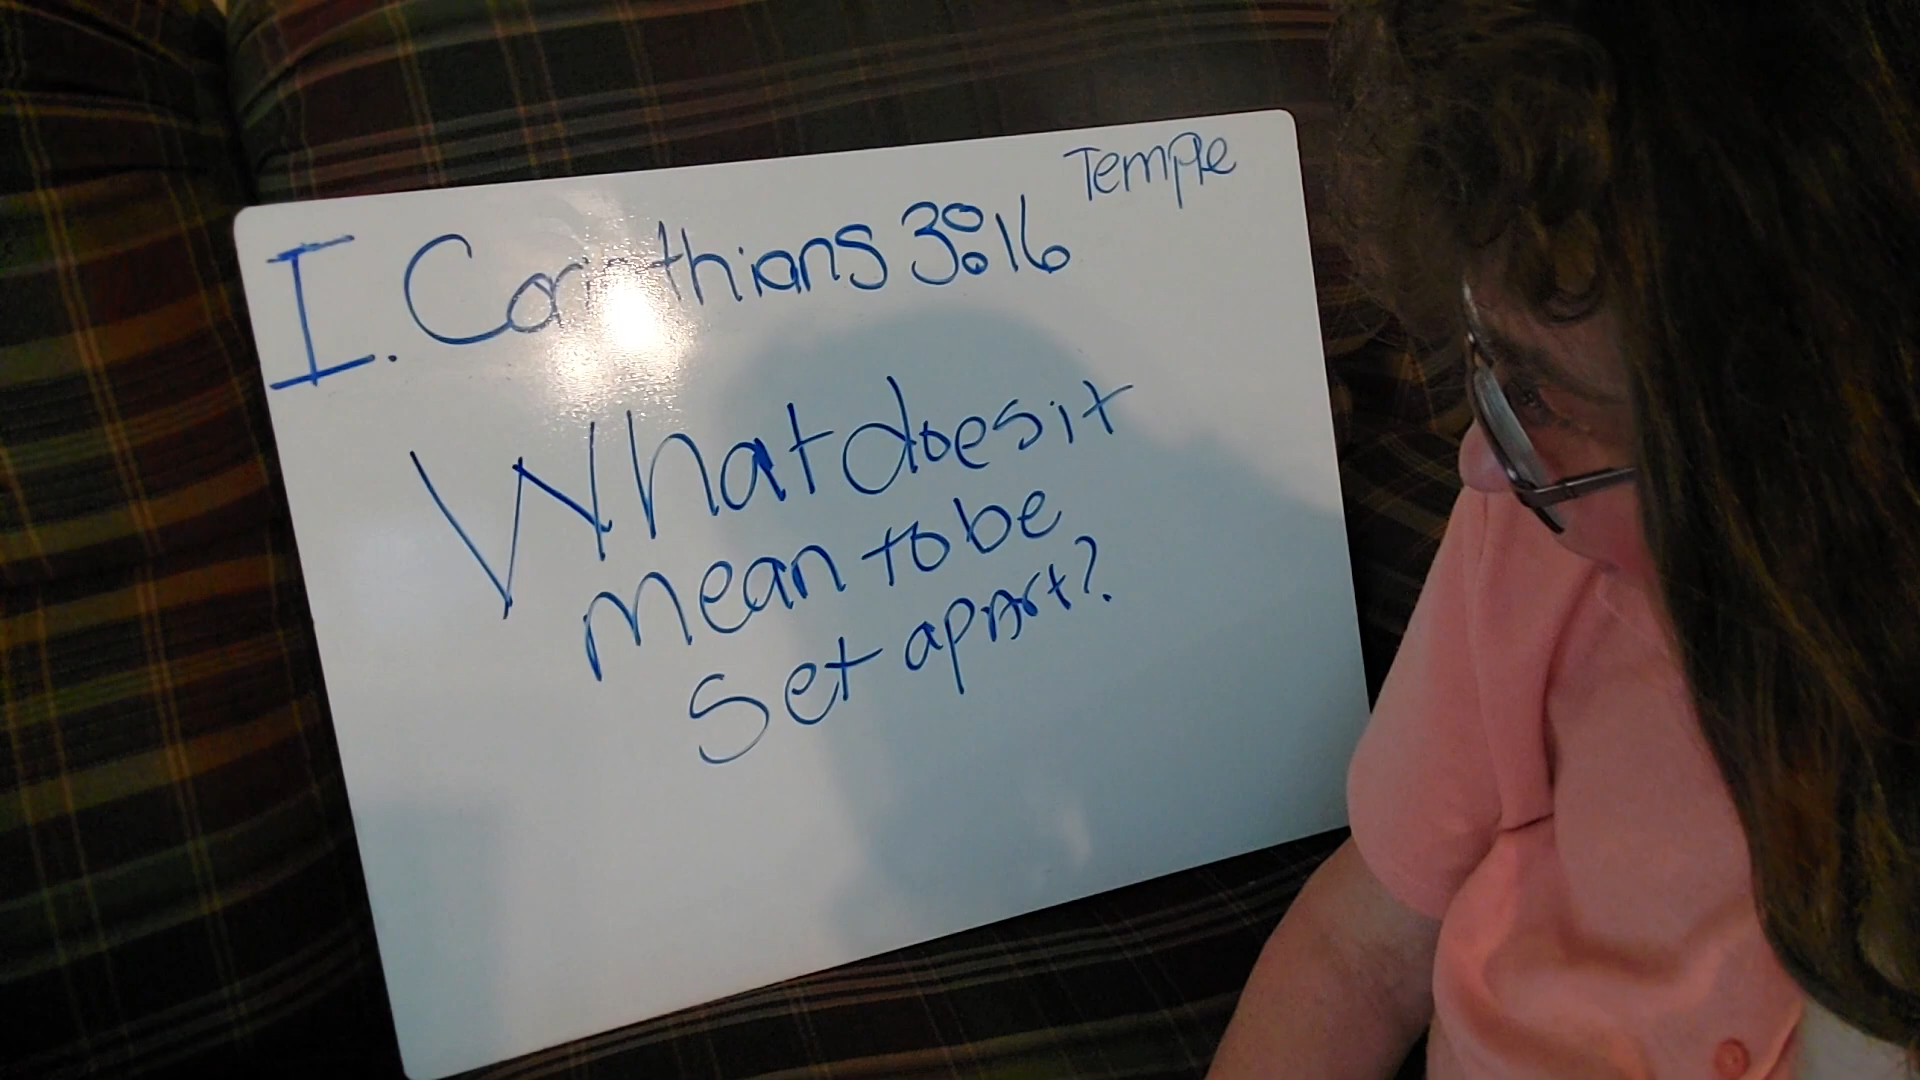 Temple
I. Corinthians 3:16
What does it
mean to be
set apart?